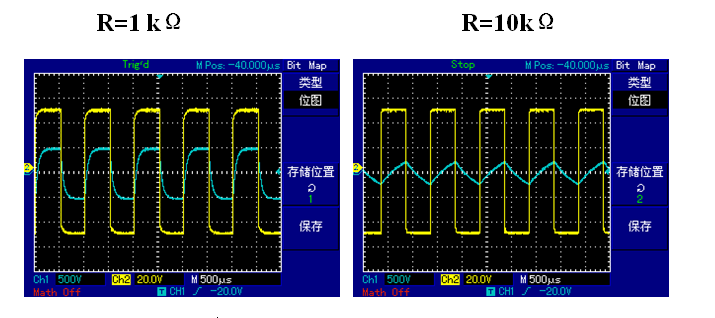 R=1 kΩ
R=10kΩ
Trig'd M Pos: -40.000µs Bit Map
类型
位图
2
存储位置
1
保存
Ch1 500V Ch2 20.0V M 500µs
Math Off T CH1 -20.0V
Stop M Pos: -40.000µs Bit Map
类型
位图
2
存储位置
2
保存
Ch1 500V Ch2 20.0V M 500µs
Math Off T CH1 -20.0V